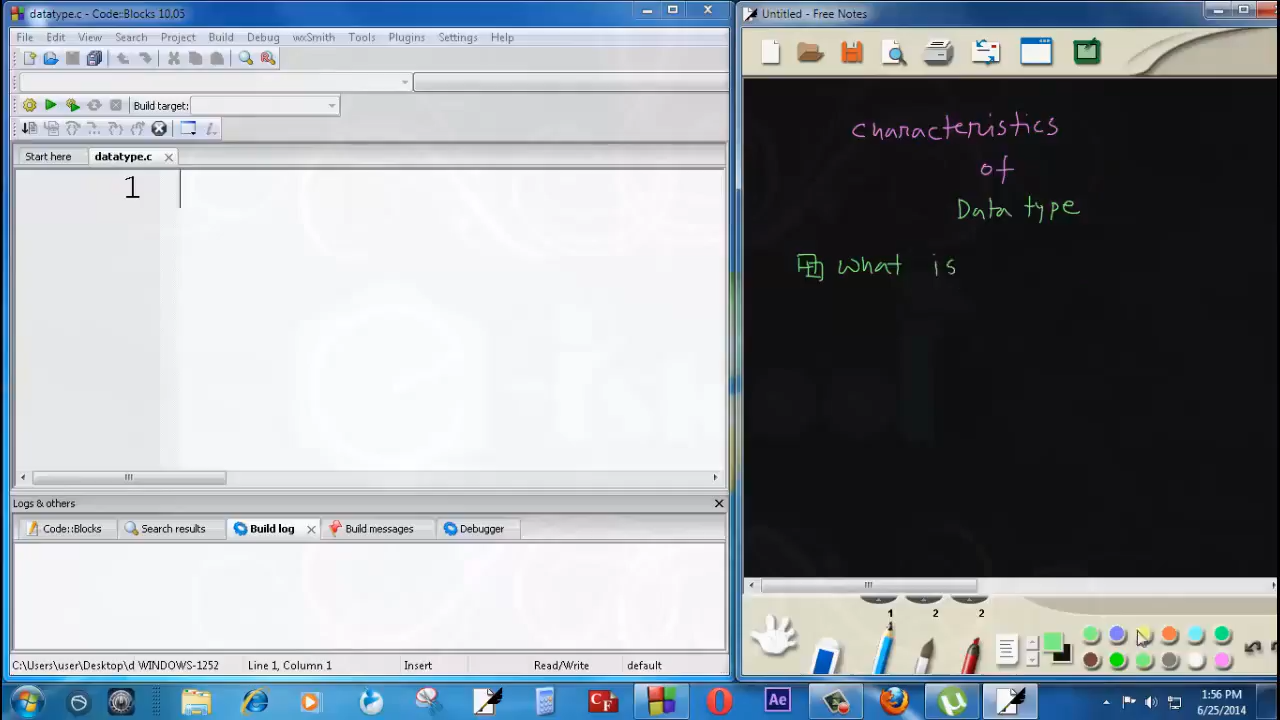 datatype.c - Code::Blocks 10.05
File Edit View Search Project Build Debug wxSmith Tools Plugins Settings Help
Build target:
Start here datatype.c
1
Logs & others
Code::Blocks Search results Build log Build messages Debugger
C:\Users\user\Desktop\d WINDOWS-1252 Line 1, Column 1 Insert Read/Write default
Untitled - Free Notes
characteristics
of
Data type
What is
1 2 2
CF Ae
1:56 PM
6/25/2014